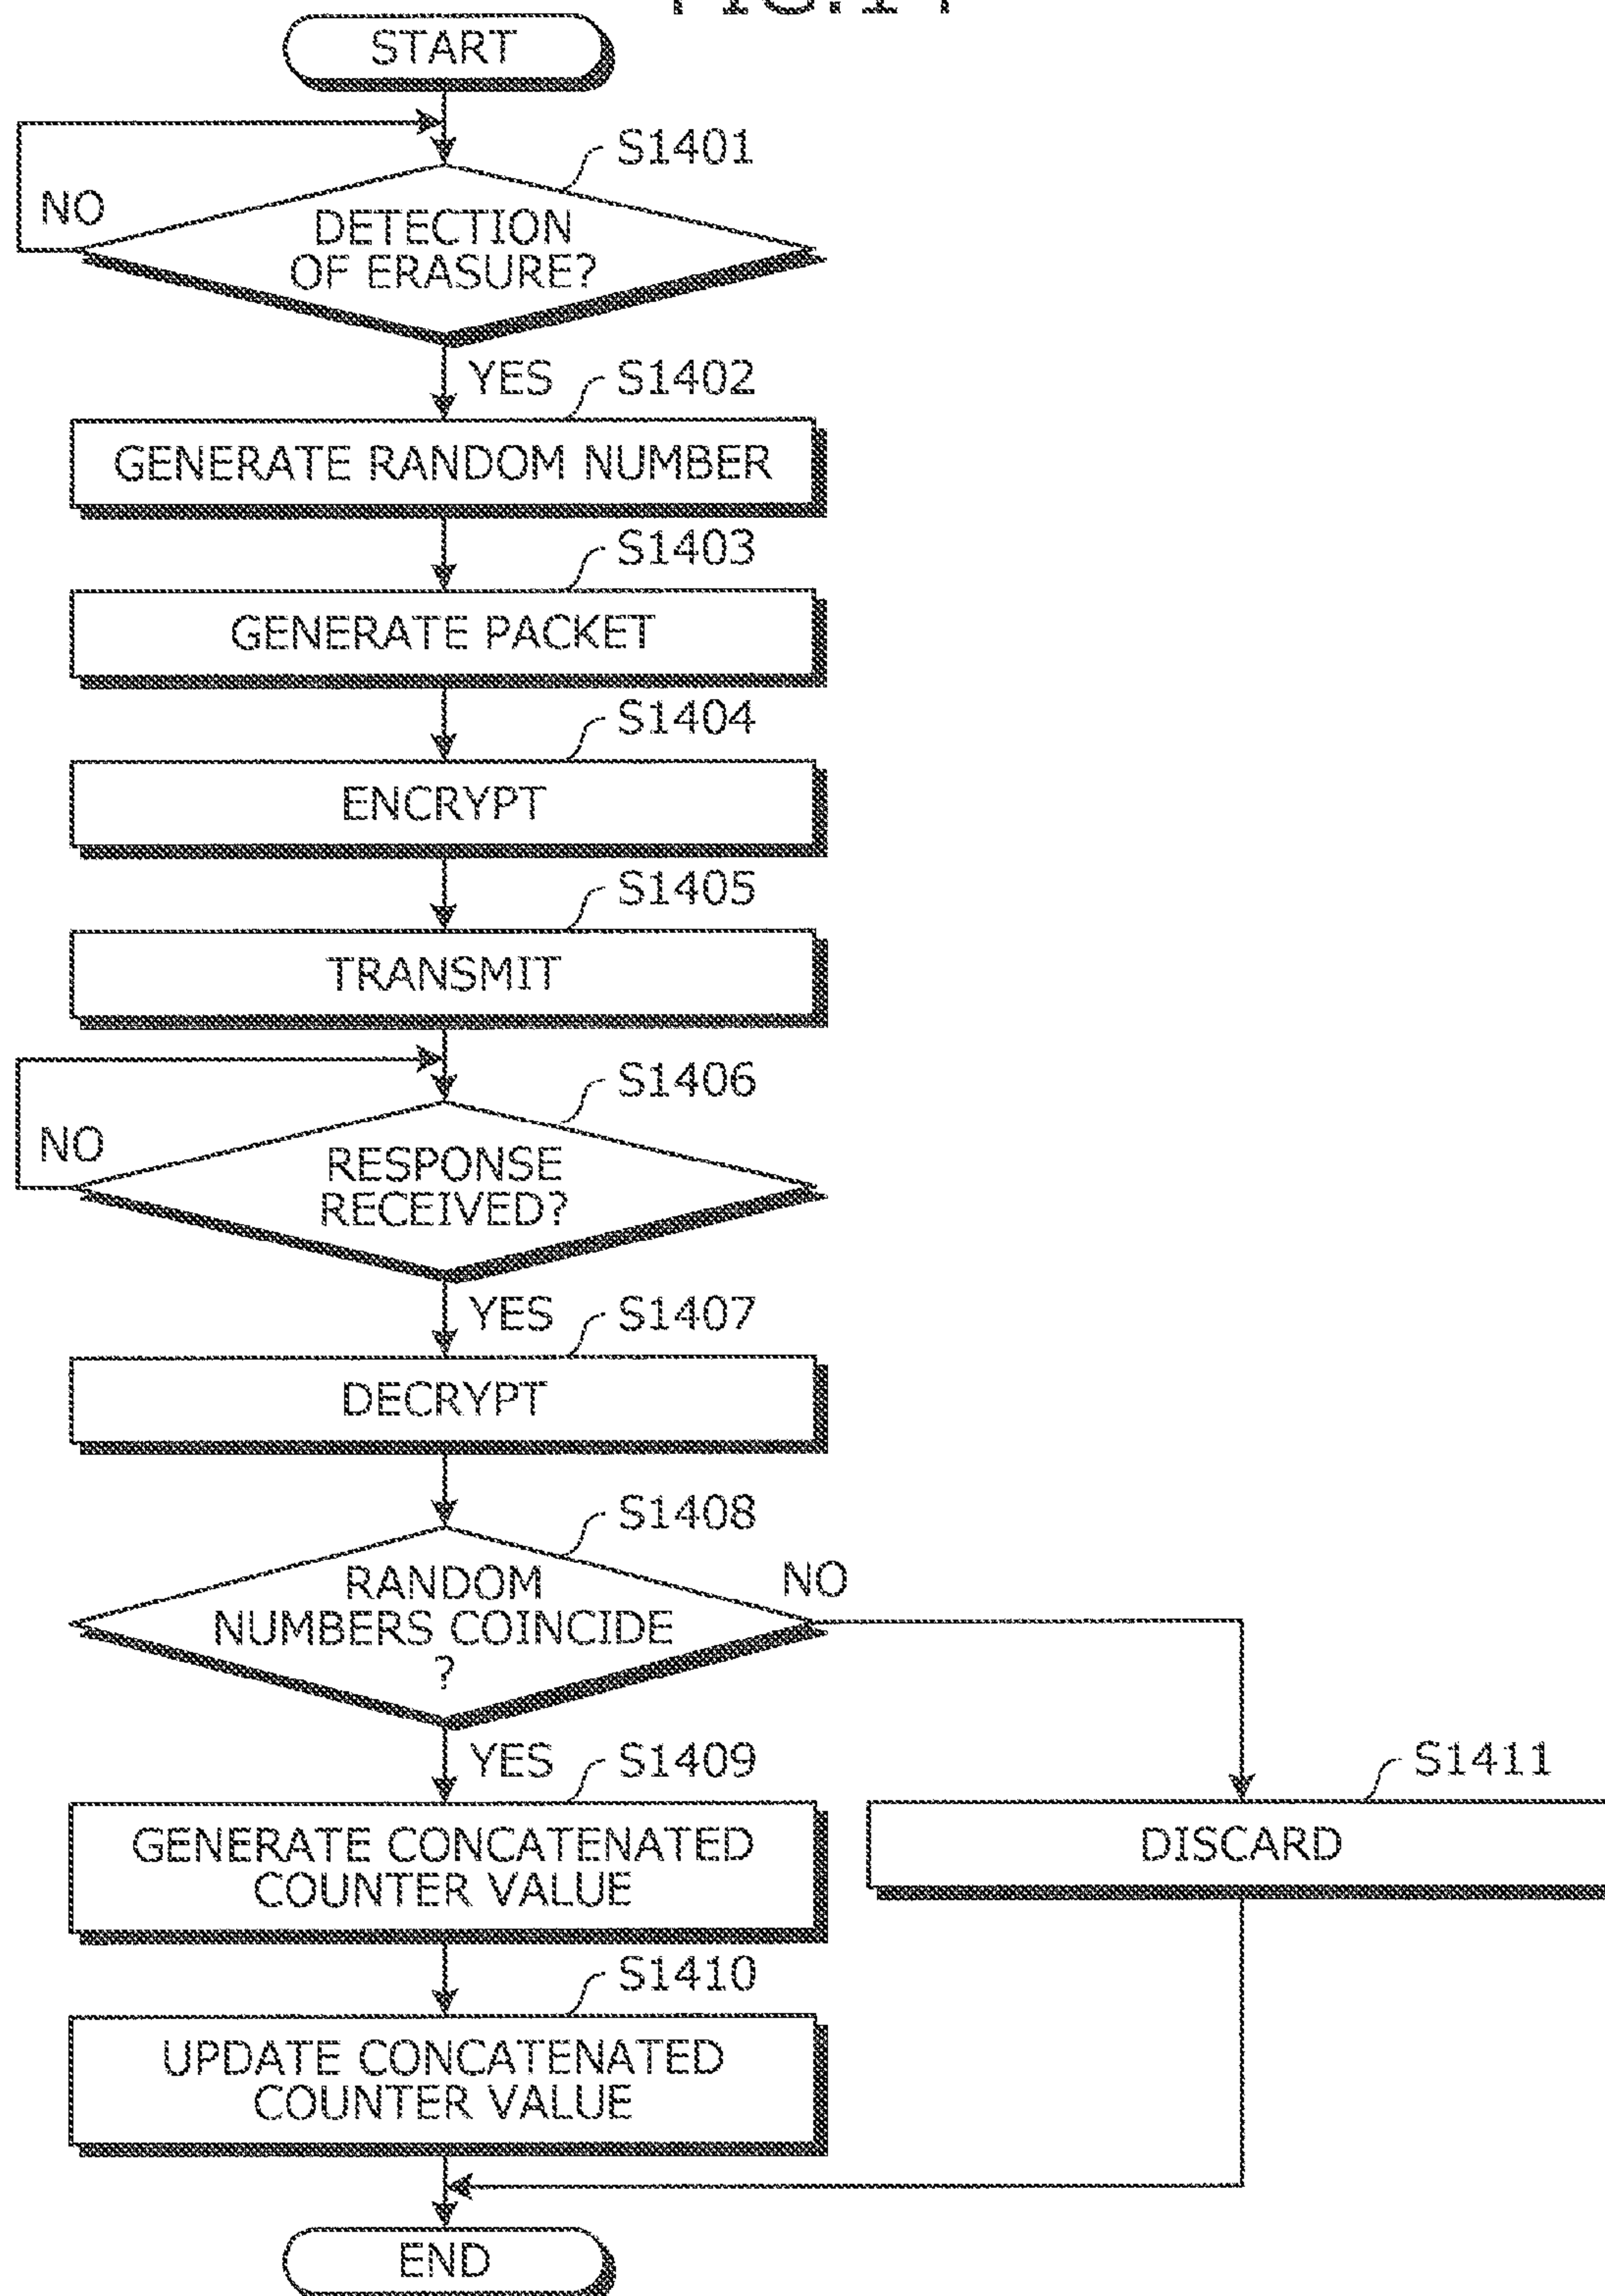 START
S1401
NO
DETECTION
OF ERASURE?
YES
S1402
GENERATE RANDOM NUMBER
S1403
GENERATE PACKET
S1404
ENCRYPT
S1405
TRANSMIT
S1406
NO
RESPONSE
RECEIVED?
YES
S1407
DECRYPT
S1408
RANDOM
NUMBERS COINCIDE
?
NO
YES
S1409
S1411
GENERATE CONCATENATED
COUNTER VALUE
DISCARD
S1410
UPDATE CONCATENATED
COUNTER VALUE
END